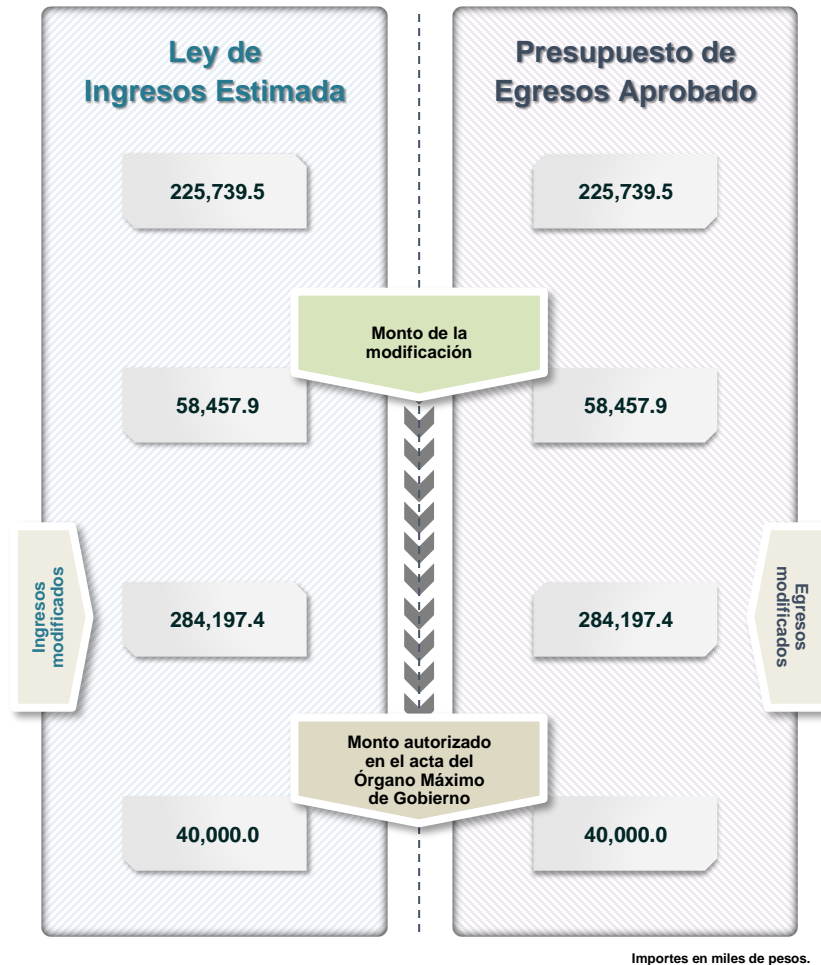 Ley de
Ingresos Estimada
Presupuesto de
Egresos Aprobado
225,739.5
225,739.5
Monto de la
modificación
58,457.9
58,457.9
Ingresos
modificados
284,197.4
284,197.4
Egresos
modificados
Monto autorizado
en el acta del
Órgano Máximo
de Gobierno
40,000.0
40,000.0
Importes en miles de pesos.